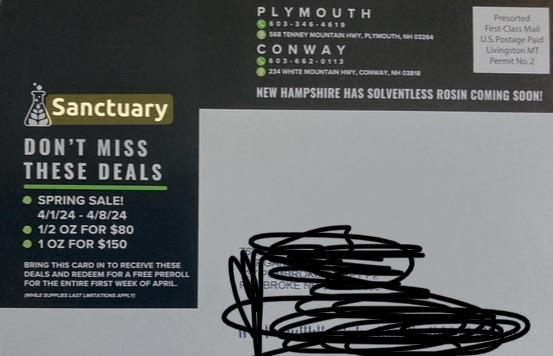 PLYMOUTH
603-346-4619
568 TENNEY MOUNTAIN HWY, PLYMOUTH, NH 03264
CONWAY
603-662-0113
234 WHITE MOUNTAIN HWY, CONWAY, NH 03818
NEW HAMPSHIRE HAS SOLVENTLESS ROSIN COMING SOON!
Presorted
First-Class Mail
U.S. Postage Paid
Livingston MT
Permit No. 2
Sanctuary
DON'T MISS
THESE DEALS
SPRING SALE!
4/1/24 - 4/8/24
1/2 OZ FOR $80
1 OZ FOR $150
BRING THIS CARD IN TO RECEIVE THESE
DEALS AND REDEEM FOR A FREE PREROLL
FOR THE ENTIRE FIRST WEEK OF APRIL.
(WHILE SUPPLIES LAST LIMITATIONS APPLY)